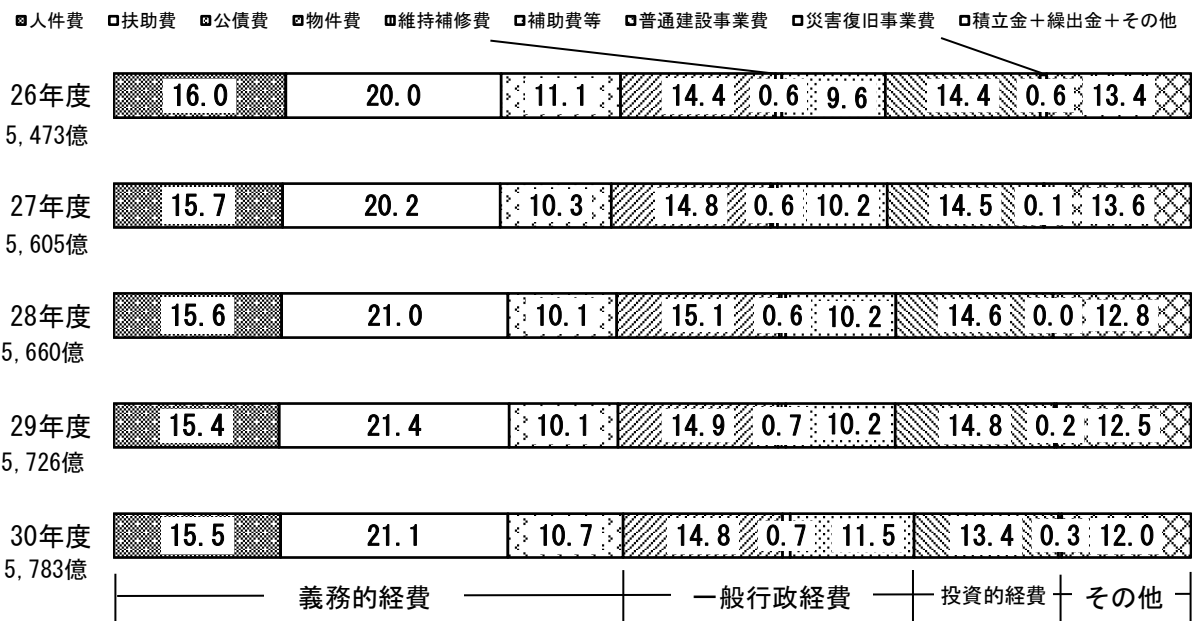 人件費 扶助費 公債費 物件費 維持補修費 補助費等 普通建設事業費 災害復旧事業費 積立金＋繰出金＋その他
26年度 16.0 20.0 11.1 14.4 0.6 9.6 14.4 0.6 13.4
5,473億
27年度 15.7 20.2 10.3 14.8 0.6 10.2 14.5 0.1 13.6
5,605億
28年度 15.6 21.0 10.1 15.1 0.6 10.2 14.6 0.0 12.8
5,660億
29年度 15.4 21.4 10.1 14.9 0.7 10.2 14.8 0.2 12.5
5,726億
30年度 15.5 21.1 10.7 14.8 0.7 11.5 13.4 0.3 12.0
5,783億
義務的経費 一般行政経費 投資的経費 その他